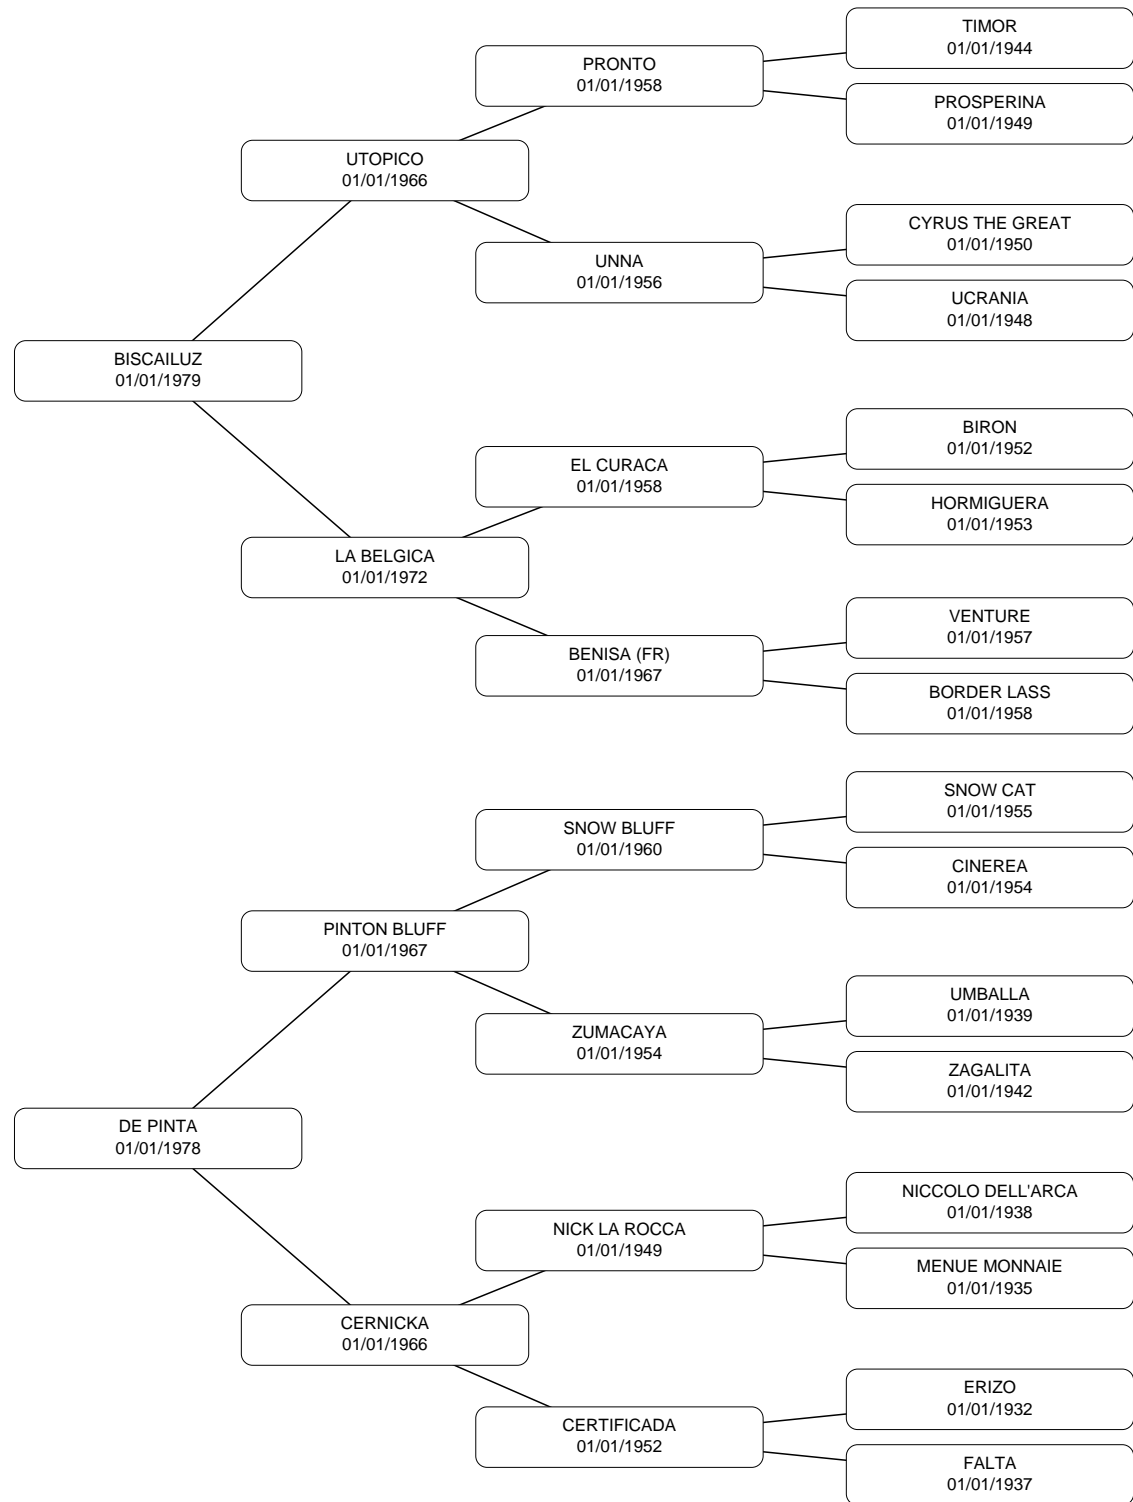 TIMOR
01/01/1944
PRONTO
01/01/1958
PROSPERINA
01/01/1949
UTOPICO
01/01/1966
CYRUS THE GREAT
01/01/1950
UNNA
01/01/1956
UCRANIA
01/01/1948
BISCAILUZ
01/01/1979
BIRON
01/01/1952
EL CURACA
01/01/1958
HORMIGUERA
01/01/1953
LA BELGICA
01/01/1972
VENTURE
01/01/1957
BENISA (FR)
01/01/1967
BORDER LASS
01/01/1958
SNOW CAT
01/01/1955
SNOW BLUFF
01/01/1960
CINEREA
01/01/1954
PINTON BLUFF
01/01/1967
UMBALLA
01/01/1939
ZUMACAYA
01/01/1954
ZAGALITA
01/01/1942
DE PINTA
01/01/1978
NICCOLO DELL'ARCA
01/01/1938
NICK LA ROCCA
01/01/1949
MENUE MONNAIE
01/01/1935
CERNICKA
01/01/1966
ERIZO
01/01/1932
CERTIFICADA
01/01/1952
FALTA
01/01/1937